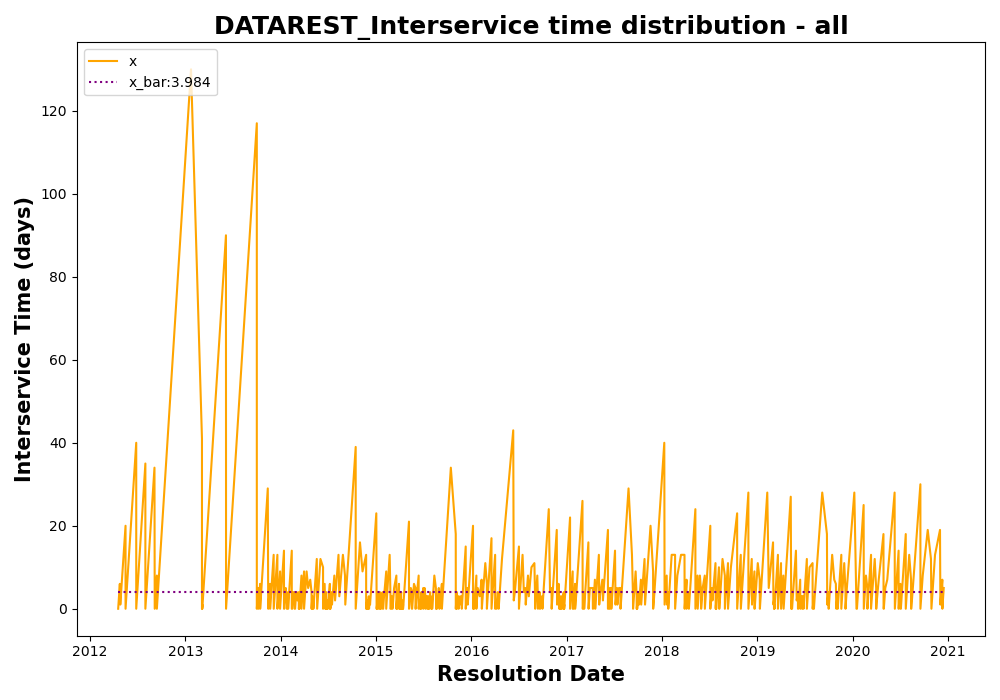 DATAREST_Interservice time distribution - all
x
x_bar:3.984
Interservice Time (days)
120
100
80
60
40
20
0
2012 2013 2014 2015 2016 2017 2018 2019 2020 2021
Resolution Date